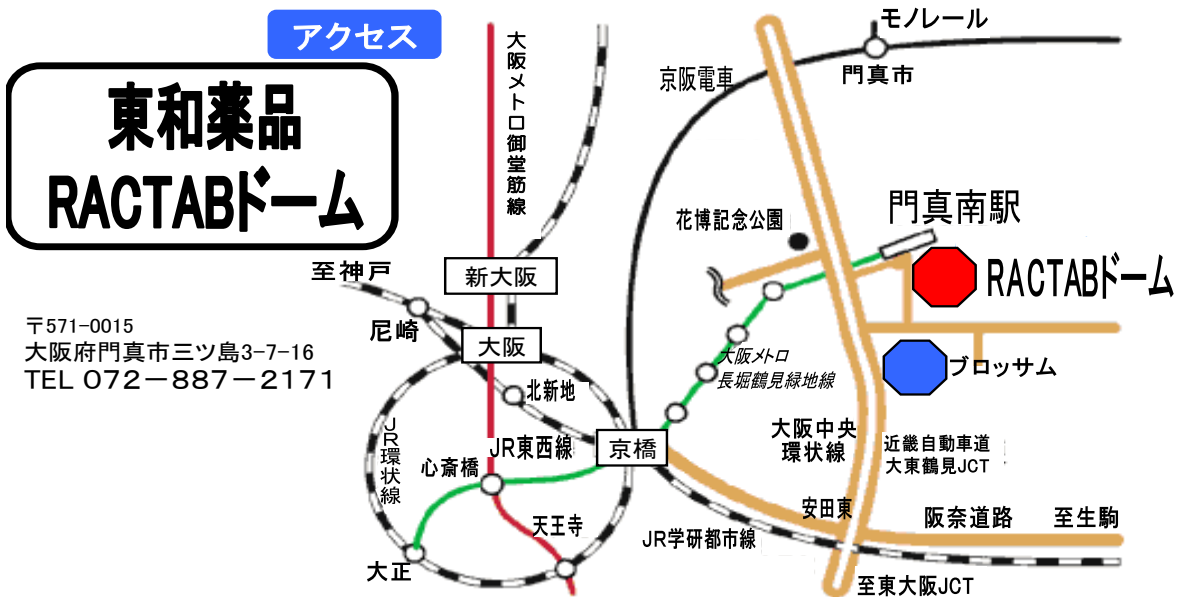 アクセス
東和薬品
RACTABドーム
〒571-0015
大阪府門真市三ツ島3-7-16
TEL 072－887－2171
大阪メトロ御堂筋線
モノレール
京阪電車
門真市
花博記念公園
門真南駅
RACTABドーム
至神戸
新大阪
尼崎
大阪
大阪メトロ
長堀鶴見緑地線
ブロッサム
北新地
JR環状線
JR東西線
京橋
心斎橋
大阪中央
環状線
近畿自動車道
大東鶴見JCT
天王寺
安田東
阪奈道路
至生駒
JR学研都市線
大正
至東大阪JCT